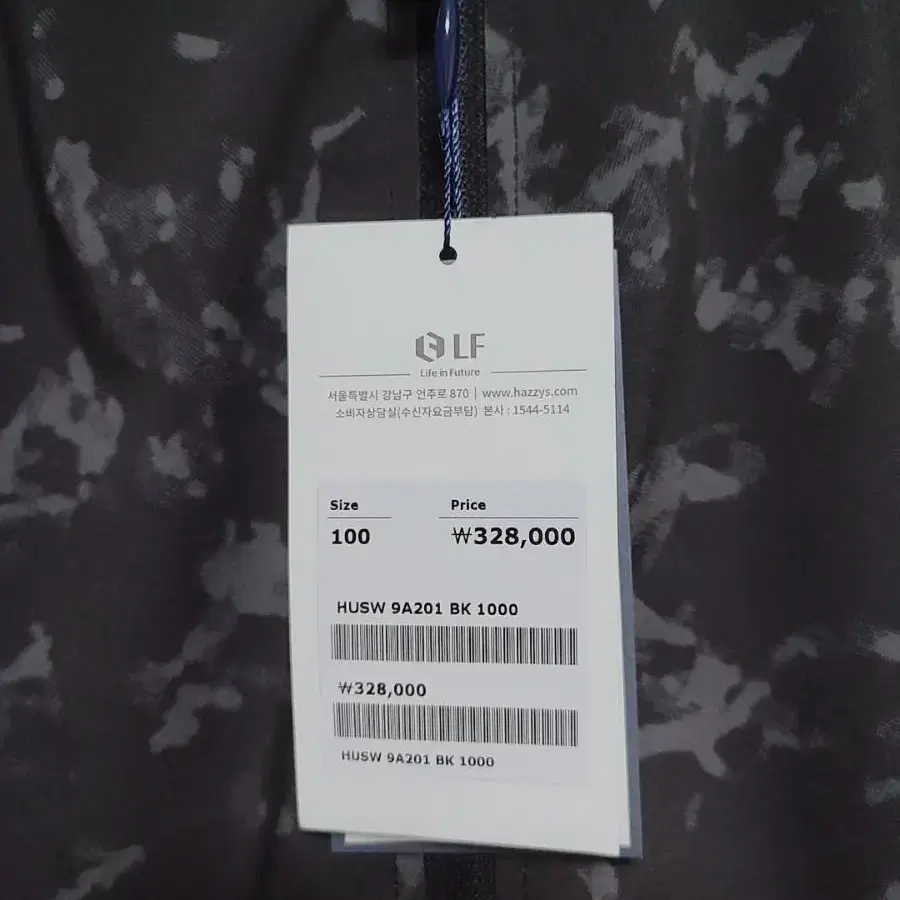 LF
Life in Future
서울특별시 강남구 언주로 870 | www.hazzys.com
소비자상담실(수신자요금부담) 본사 : 1544-5114
Size Price
100 ₩328,000
HUSW 9A201 BK 1000
₩328,000
HUSW 9A201 BK 1000